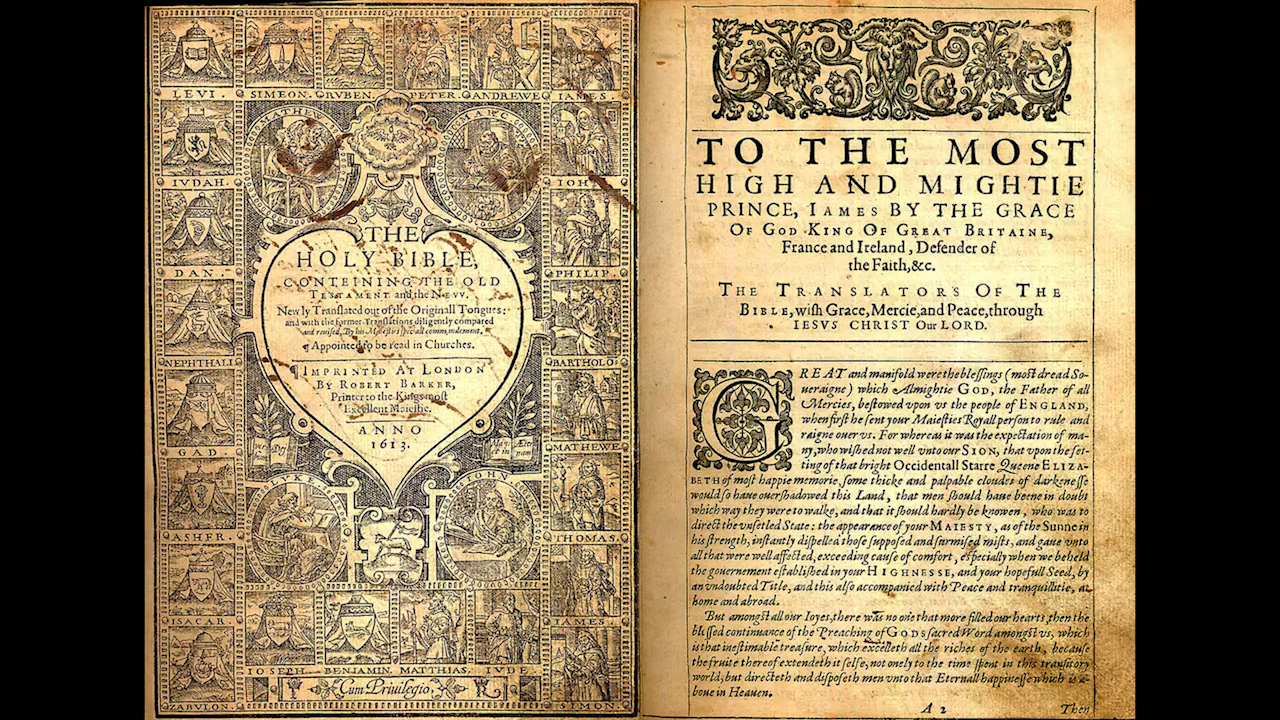 LEVI. SIMEON. RVBEN. PETER. ANDREWE. IAMES.
MATHEW
MARC
IVDAH.
IOHN
DAN.
PHILIP.
NEPHTHALI.
BARTHOLO.
GAD.
MATHEWE.
ASHER.
THOMAS.
ISACAR.
IAMES.
ZABVLON.
SIMON.
THE
HOLY BIBLE,
CONTEINING THE OLD
TESTAMENT and the NEVV.
Newly Translated out of the Originall Tongues:
and with the former Translations diligently compared
and reuised, By his Maiesties speciall commandement.
¶ Appointed to be read in Churches.
¶ IMPRINTED AT LONDON
BY ROBERT BARKER,
Printer to the Kings most
Excellent Maiestie.
ANNO
1613.
LVKE
IOHN
IOSEPH. BENJAMIN. MATTHIAS. IVDE.
Cum Privilegio.
TO THE MOST
HIGH AND MIGHTIE
PRINCE, IAMES BY THE GRACE
OF GOD KING OF GREAT BRITAINE,
France and Ireland, Defender of
the Faith, &c.
THE TRANSLATORS OF THE
BIBLE, wish Grace, Mercie, and Peace, through
IESVS CHRIST Our LORD.
GREAT and manifold were the blessings (most dread So-
ueraigne) which Almightie GOD, the Father of all
Mercies, bestowed vpon vs the people of ENGLAND,
when first he sent your Maiesties Royall person to rule and
raigne ouer vs. For whereas it was the expectation of ma-
ny, who wished not well vnto our SION, that vpon the set-
ting of that bright Occidentall Starre Queene ELIZA-
BETH of most happie memorie, some thicke and palpable cloudes of darkenesse
would so haue ouershadowed this Land, that men should haue beene in doubt
which way they were to walke, and that it should hardly be knowen, who was to
direct the vnsetled State: the appearance of your MAIESTY, as of the Sunne in
his strength, instantly dispelled those supposed and surmised mists, and gaue vnto
all that were well affected, exceeding cause of comfort, especially when we beheld
the gouernement established in your HIGHNESSE, and your hopefull Seed, by
an vndoubted Title, and this also accompanied with Peace and tranquillitie, at
home and abroad.
But amongst all our Ioyes, there was no one that more filled our hearts, then the
blessed continuance of the Preaching of GODS sacred Word amongst vs, which
is that inestimable treasure, which excelleth all the riches of the earth, because
the fruite thereof extendeth it selfe, not onely to the time spent in this transitory
world, but directeth and disposeth men vnto that Eternall happinesse which is a-
boue in Heauen.
A 2 Then